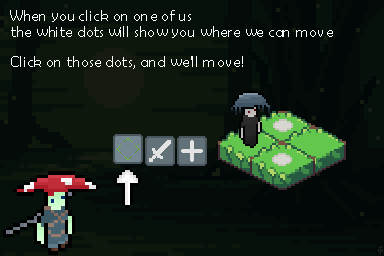 When you click on one of us
the white dots will show you where we can move
Click on those dots, and we'll move!